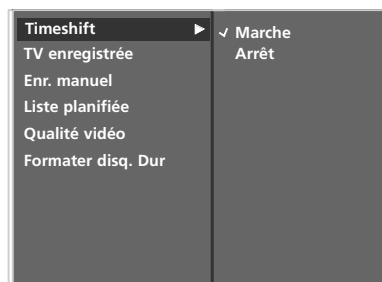 Timeshift
TV enregistrée
Enr. manuel
Liste planifiée
Qualité vidéo
Formater disq. Dur
Marche
Arrêt